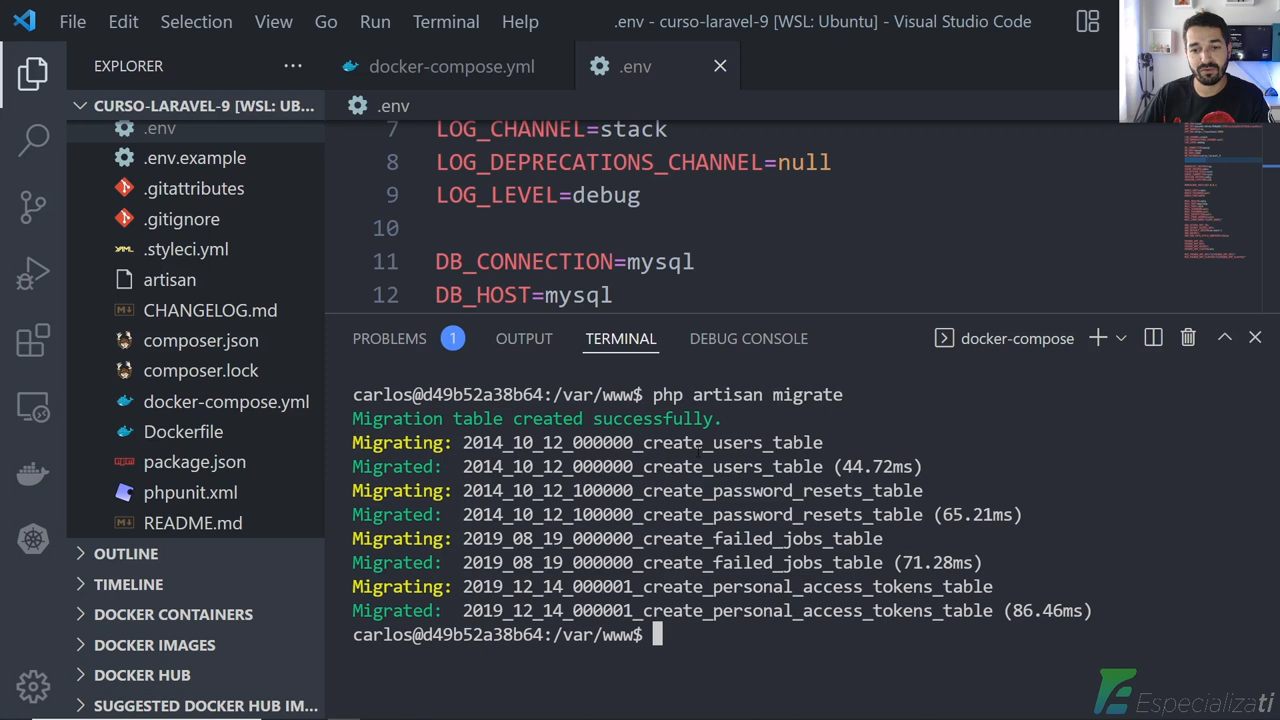 File Edit Selection View Go Run Terminal Help .env - curso-laravel-9 [WSL: Ubuntu] - Visual Studio Code
EXPLORER ...
docker-compose.yml
.env
CURSO-LARAVEL-9 [WSL: UB...
.env
.env
.env.example
.gitattributes
.gitignore
.styleci.yml
artisan
CHANGELOG.md
composer.json
composer.lock
docker-compose.yml
Dockerfile
package.json
phpunit.xml
README.md
OUTLINE
TIMELINE
DOCKER CONTAINERS
DOCKER IMAGES
DOCKER HUB
SUGGESTED DOCKER HUB IM...
7 LOG_CHANNEL=stack
8 LOG_DEPRECATIONS_CHANNEL=null
9 LOG_LEVEL=debug
10
11 DB_CONNECTION=mysql
12 DB_HOST=mysql
PROBLEMS 1 OUTPUT TERMINAL DEBUG CONSOLE docker-compose
carlos@d49b52a38b64:/var/www$ php artisan migrate
Migration table created successfully.
Migrating: 2014_10_12_000000_create_users_table
Migrated: 2014_10_12_000000_create_users_table (44.72ms)
Migrating: 2014_10_12_100000_create_password_resets_table
Migrated: 2014_10_12_100000_create_password_resets_table (65.21ms)
Migrating: 2019_08_19_000000_create_failed_jobs_table
Migrated: 2019_08_19_000000_create_failed_jobs_table (71.28ms)
Migrating: 2019_12_14_000001_create_personal_access_tokens_table
Migrated: 2019_12_14_000001_create_personal_access_tokens_table (86.46ms)
carlos@d49b52a38b64:/var/www$
Especializati